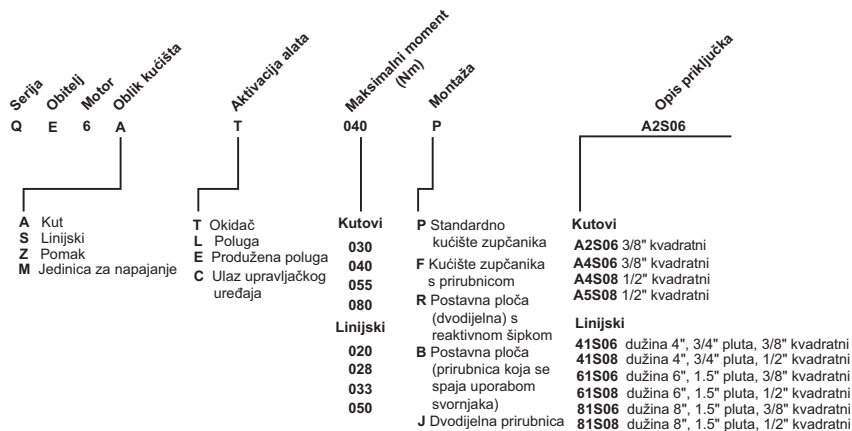 Serija
Obitelj
Motor
Oblik kućišta
Aktivacija alata
Maksimalni moment
(Nm)
Montaža
Opis priključka
Q E 6 A T 040 P A2S06
A Kut
S Linijski
Z Pomak
M Jedinica za napajanje
T Okidač
L Poluga
E Produžena poluga
C Ulaz upravljačkog
uređaja
Kutovi
030
040
055
080
Linijski
020
028
033
050
P Standardno
kućište zupčanika
F Kućište zupčanika
s prirubnicom
R Postavna ploča
(dvodijelna) s
reaktivnom šipkom
B Postavna ploča
(prirubnica koja se
spaja uporabom
svornjaka)
J Dvodijelna prirubnica
Kutovi
A2S06 3/8" kvadratni
A4S06 3/8" kvadratni
A4S08 1/2" kvadratni
A5S08 1/2" kvadratni
Linijski
41S06 dužina 4", 3/4" pluta, 3/8" kvadratni
41S08 dužina 4", 3/4" pluta, 1/2" kvadratni
61S06 dužina 6", 1.5" pluta, 3/8" kvadratni
61S08 dužina 6", 1.5" pluta, 1/2" kvadratni
81S06 dužina 8", 1.5" pluta, 3/8" kvadratni
81S08 dužina 8", 1.5" pluta, 1/2" kvadratni